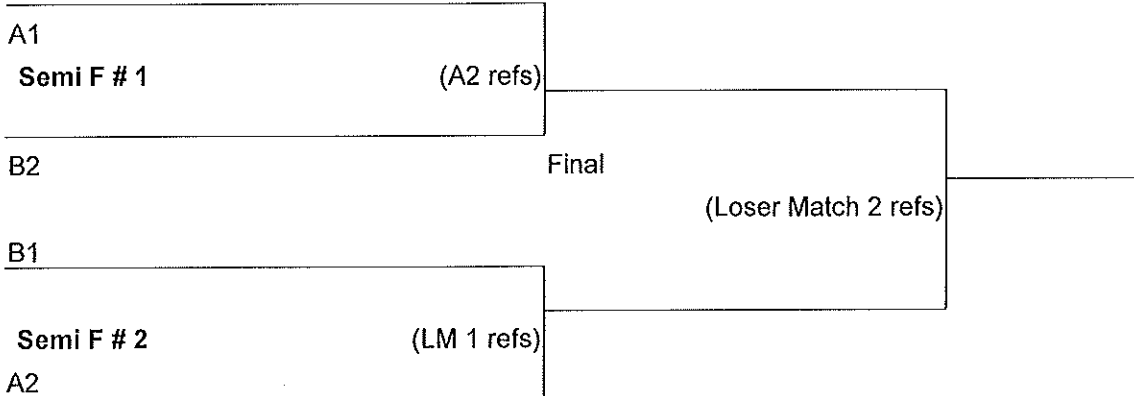 A1
Semi F # 1 (A2 refs)
B2 Final
(Loser Match 2 refs)
B1
Semi F # 2 (LM 1 refs)
A2